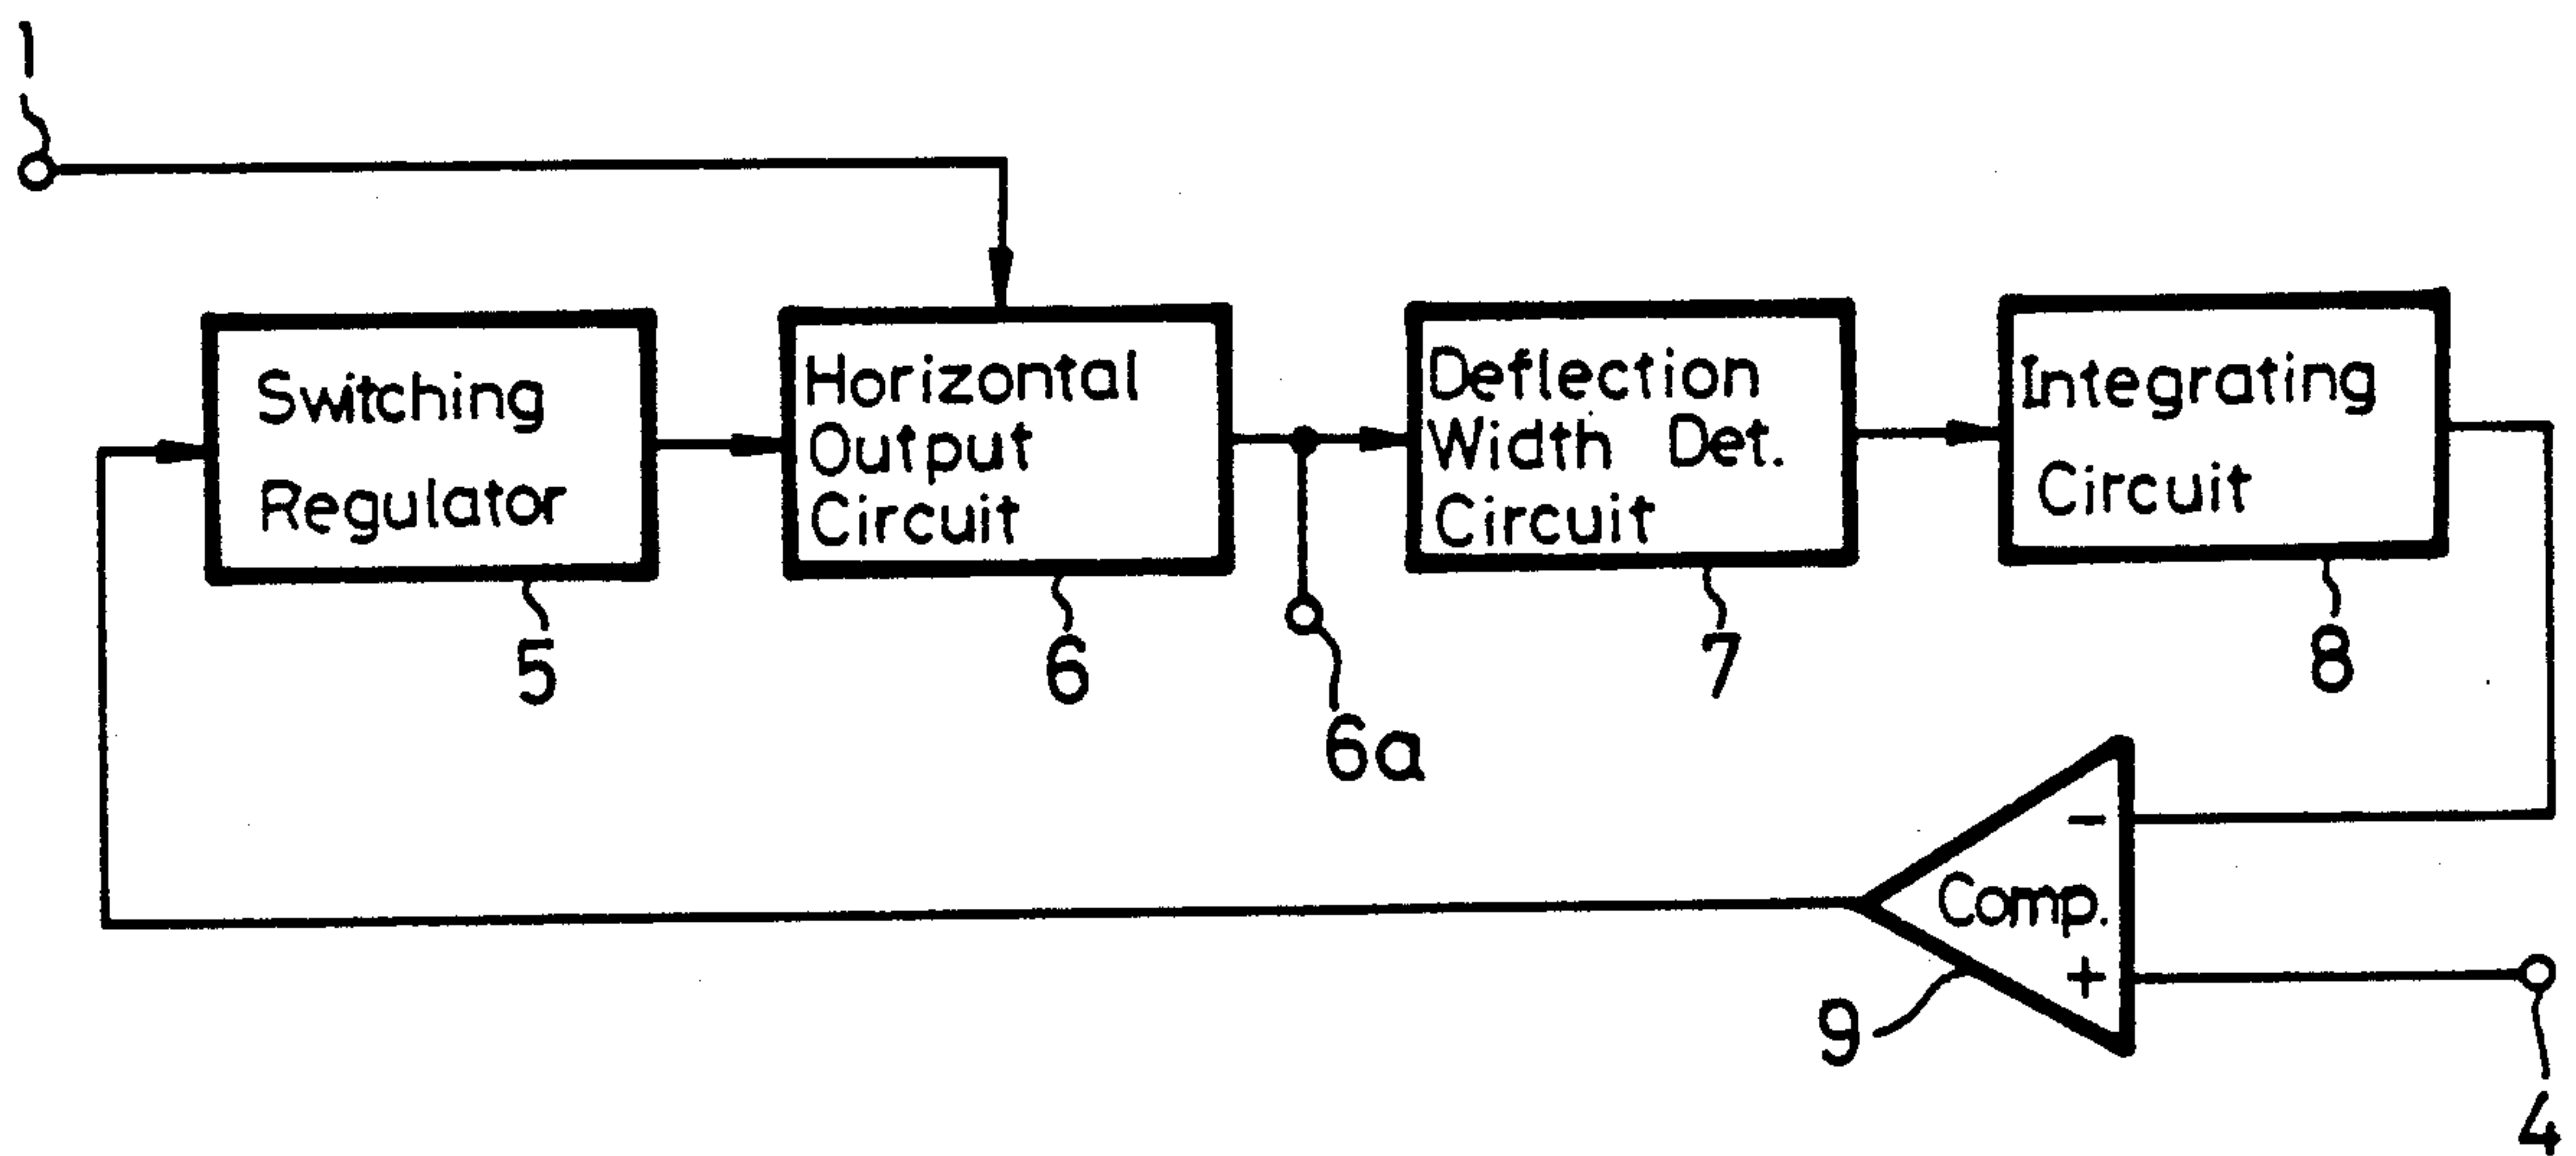 1
Switching
Regulator
5
Horizontal
Output
Circuit
6
6a
Deflection
Width Det.
Circuit
7
Integrating
Circuit
8
-
Comp.
+
9
4